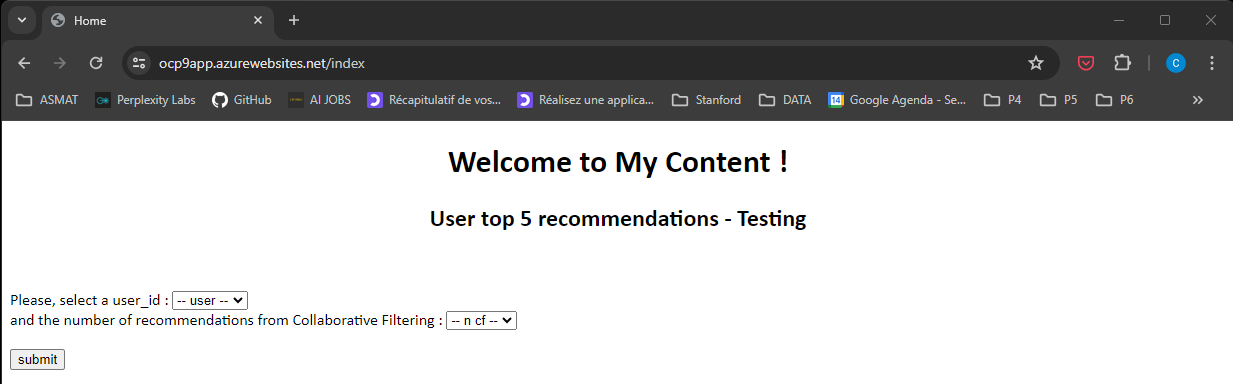 Home
ocp9app.azurewebsites.net/index
C
ASMAT Perplexity Labs GitHub AI JOBS Récapitulatif de vos... Réalisez une applica... Stanford DATA 14 Google Agenda - Se... P4 P5 P6
Welcome to My Content !
User top 5 recommendations - Testing
Please, select a user_id : -- user --
and the number of recommendations from Collaborative Filtering : -- n cf --
submit